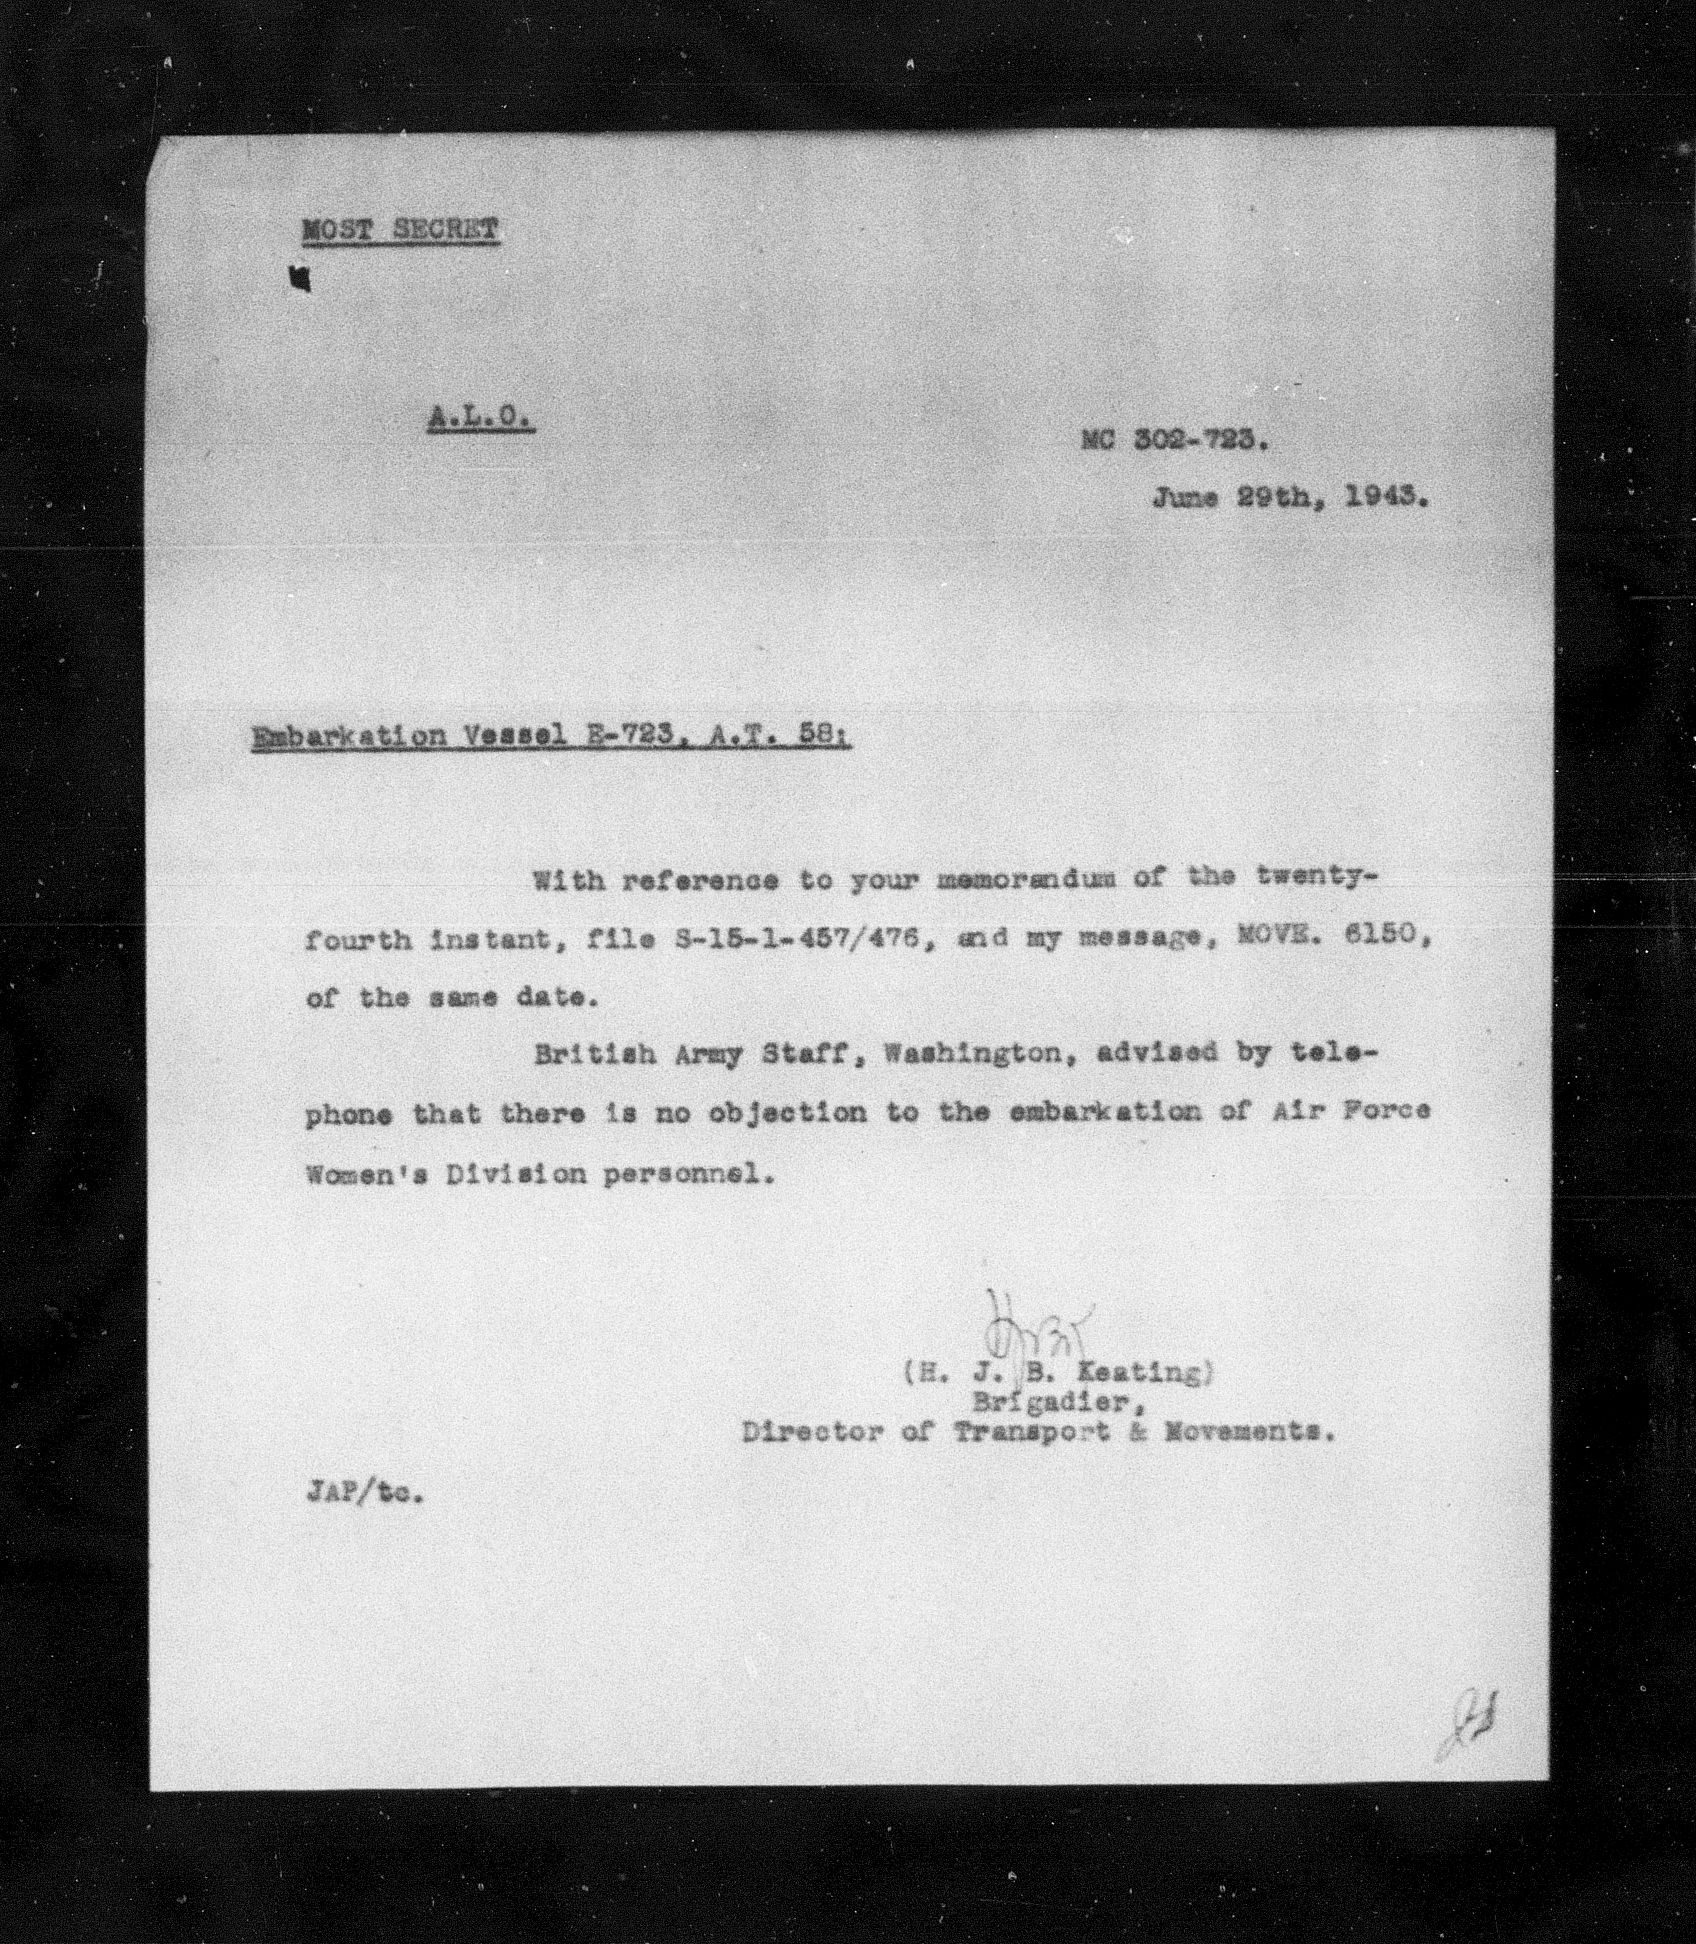 MOST SECRET
A.L.O.
MC 302-723.
June 29th, 1943.
Embarkation Vessel E-723, A.T. 58:
With reference to your memorandum of the twenty-
fourth instant, file S-15-1-457/476, and my message, MOVE. 6150,
of the same date.
British Army Staff, Washington, advised by tele-
phone that there is no objection to the embarkation of Air Force
Women's Division personnel.
(H. J. B. Keating)
Brigadier,
Director of Transport & Movements.
JAP/tc.